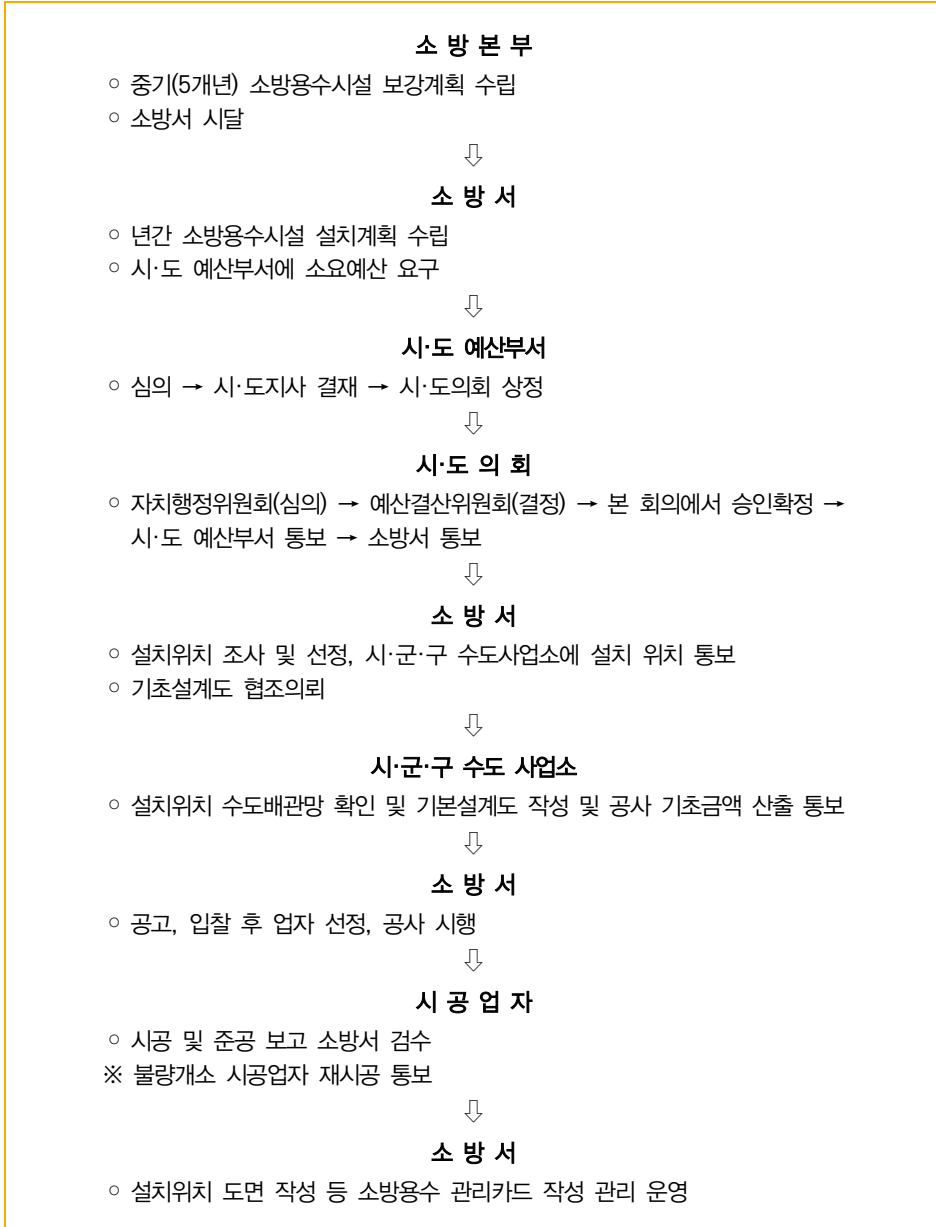 소 방 본 부
○ 중기(5개년) 소방용수시설 보강계획 수립
○ 소방서 시달
⇩
소 방 서
○ 년간 소방용수시설 설치계획 수립
○ 시·도 예산부서에 소요예산 요구
⇩
시·도 예산부서
○ 심의 → 시·도지사 결재 → 시·도의회 상정
⇩
시·도 의 회
○ 자치행정위원회(심의) → 예산결산위원회(결정) → 본 회의에서 승인확정 →
시·도 예산부서 통보 → 소방서 통보
⇩
소 방 서
○ 설치위치 조사 및 선정, 시·군·구 수도사업소에 설치 위치 통보
○ 기초설계도 협조의뢰
⇩
시·군·구 수도 사업소
○ 설치위치 수도배관망 확인 및 기본설계도 작성 및 공사 기초금액 산출 통보
⇩
소 방 서
○ 공고, 입찰 후 업자 선정, 공사 시행
⇩
시 공 업 자
○ 시공 및 준공 보고 소방서 검수
※ 불량개소 시공업자 재시공 통보
⇩
소 방 서
○ 설치위치 도면 작성 등 소방용수 관리카드 작성 관리 운영